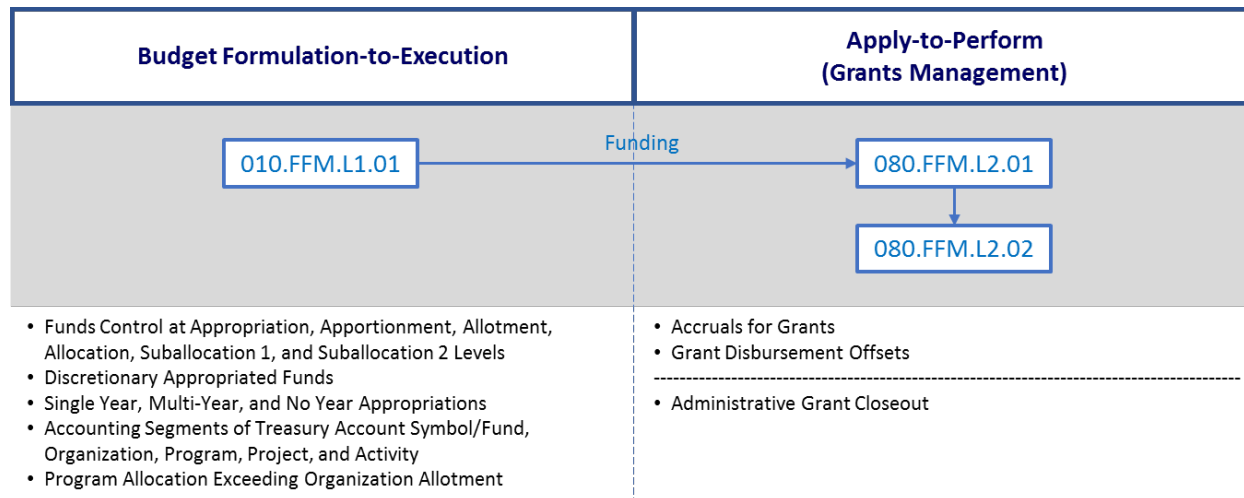 Budget Formulation-to-Execution
Apply-to-Perform
(Grants Management)
Funding
010.FFM.L1.01
080.FFM.L2.01
080.FFM.L2.02
• Funds Control at Appropriation, Apportionment, Allotment,
Allocation, Suballocation 1, and Suballocation 2 Levels
• Discretionary Appropriated Funds
• Single Year, Multi-Year, and No Year Appropriations
• Accounting Segments of Treasury Account Symbol/Fund,
Organization, Program, Project, and Activity
• Program Allocation Exceeding Organization Allotment
• Accruals for Grants
• Grant Disbursement Offsets
• Administrative Grant Closeout